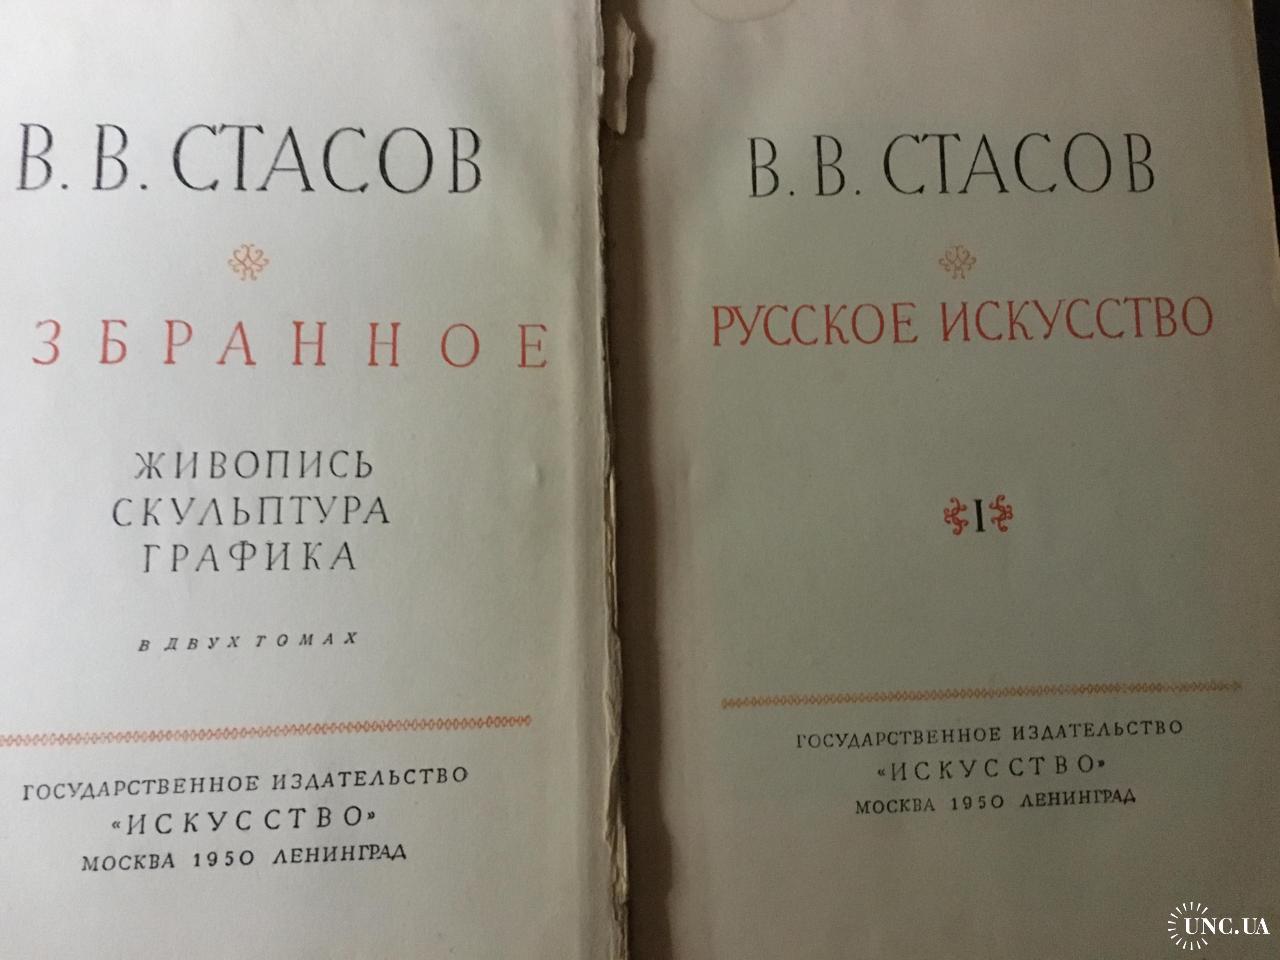 В. В. СТАСОВ
ЗБРАННОЕ
ЖИВОПИСЬ
СКУЛЬПТУРА
ГРАФИКА
В ДВУХ ТОМАХ
ГОСУДАРСТВЕННОЕ ИЗДАТЕЛЬСТВО
«ИСКУССТВО»
МОСКВА 1950 ЛЕНИНГРАД
В. В. СТАСОВ
РУССКОЕ ИСКУССТВО
I
ГОСУДАРСТВЕННОЕ ИЗДАТЕЛЬСТВО
«ИСКУССТВО»
МОСКВА 1950 ЛЕНИНГРАД
UNC.UA